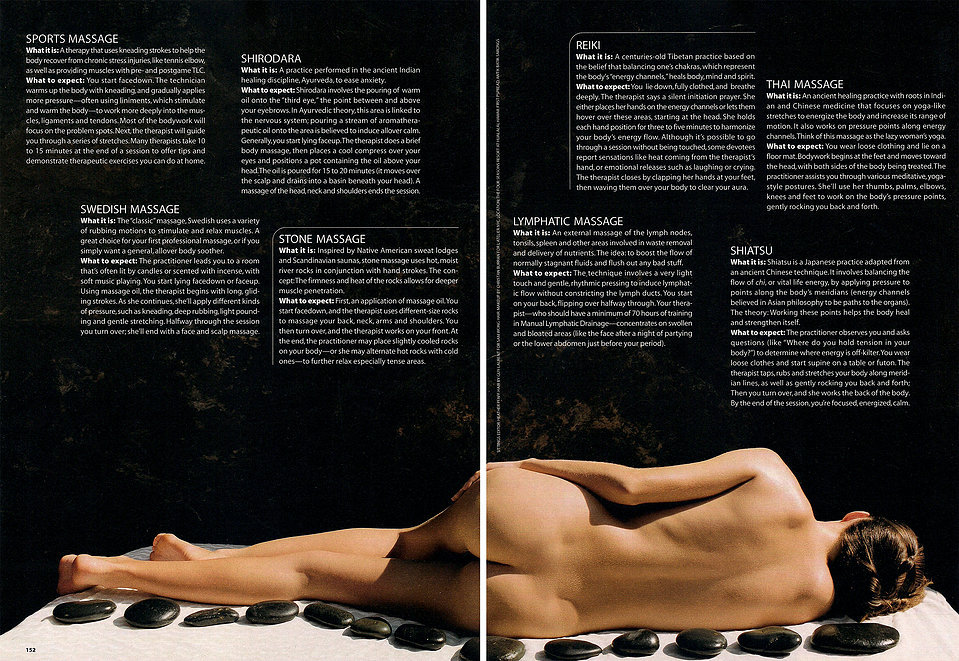 SPORTS MASSAGE
What it is: A therapy that uses kneading strokes to help the
body recover from chronic stress injuries, like tennis elbow,
as well as providing muscles with pre- and postgame TLC.
What to expect: You start facedown. The technician
warms up the body with kneading, and gradually applies
more pressure—often using liniments, which stimulate
and warm the body—to work more deeply into the mus-
cles, ligaments and tendons. Most of the bodywork will
focus on the problem spots. Next, the therapist will guide
you through a series of stretches. Many therapists take 10
to 15 minutes at the end of a session to offer tips and
demonstrate therapeutic exercises you can do at home.
SHIRODARA
What it is: A practice performed in the ancient Indian
healing discipline, Ayurveda, to ease anxiety.
What to expect: Shirodara involves the pouring of warm
oil onto the "third eye," the point between and above
your eyebrows. In Ayurvedic theory, this area is linked to
the nervous system; pouring a stream of aromathera-
peutic oil onto the area is believed to induce allover calm.
Generally, you start lying faceup. The therapist does a brief
body massage, then places a cool compress over your
eyes and positions a pot containing the oil above your
head. The oil is poured for 15 to 20 minutes (it moves over
the scalp and drains into a basin beneath your head). A
massage of the head, neck and shoulders ends the session.
SWEDISH MASSAGE
What it is: The "classic" massage, Swedish uses a variety
of rubbing motions to stimulate and relax muscles. A
great choice for your first professional massage, or if you
simply want a general, allover body soother.
What to expect: The practitioner leads you to a room
that's often lit by candles or scented with incense, with
soft music playing. You start lying facedown or faceup.
Using massage oil, the therapist begins with long, glid-
ing strokes. As she continues, she'll apply different kinds
of pressure, such as kneading, deep rubbing, light pound-
ing and gentle stretching. Halfway through the session
you turn over; she'll end with a face and scalp massage.
STONE MASSAGE
What it is: Inspired by Native American sweat lodges
and Scandinavian saunas, stone massage uses hot, moist
river rocks in conjunction with hand strokes. The con-
cept: The firmness and heat of the rocks allows for deeper
muscle penetration.
What to expect: First, an application of massage oil. You
start facedown, and the therapist uses different-size rocks
to massage your back, neck, arms and shoulders. You
then turn over, and the therapist works on your front. At
the end, the practitioner may place slightly cooled rocks
on your body—or she may alternate hot rocks with cold
ones—to further relax especially tense areas.
152
REIKI
What it is: A centuries-old Tibetan practice based on
the belief that balancing one's chakras, which represent
the body's "energy channels," heals body, mind and spirit.
What to expect: You lie down, fully clothed, and breathe
deeply. The therapist says a silent initiation prayer. She
either places her hands on the energy channels or lets them
hover over these areas, starting at the head. She holds
each hand position for three to five minutes to harmonize
your body's energy flow. Although it's possible to go
through a session without being touched, some devotees
report sensations like heat coming from the therapist's
hand, or emotional releases such as laughing or crying.
The therapist closes by clapping her hands at your feet,
then waving them over your body to clear your aura.
THAI MASSAGE
What it is: An ancient healing practice with roots in Indi-
an and Chinese medicine that focuses on yoga-like
stretches to energize the body and increase its range of
motion. It also works on pressure points along energy
channels. Think of this massage as the lazy woman's yoga.
What to expect: You wear loose clothing and lie on a
floor mat. Bodywork begins at the feet and moves toward
the head, with both sides of the body being treated. The
practitioner assists you through various meditative, yoga-
style postures. She'll use her thumbs, palms, elbows,
knees and feet to work on the body's pressure points,
gently rocking you back and forth.
LYMPHATIC MASSAGE
What it is: An external massage of the lymph nodes,
tonsils, spleen and other areas involved in waste removal
and delivery of nutrients. The idea: to boost the flow of
normally stagnant fluids and flush out any bad stuff.
What to expect: The technique involves a very light
touch and gentle, rhythmic pressing to induce lymphat-
ic flow without constricting the lymph ducts. You start
on your back, flipping over halfway through. Your thera-
pist—who should have a minimum of 70 hours of training
in Manual Lymphatic Drainage—concentrates on swollen
and bloated areas (like the face after a night of partying
or the lower abdomen just before your period).
SHIATSU
What it is: Shiatsu is a Japanese practice adapted from
an ancient Chinese technique. It involves balancing the
flow of chi, or vital life energy, by applying pressure to
points along the body's meridians (energy channels
believed in Asian philosophy to be paths to the organs).
The theory: Working these points helps the body heal
and strengthen itself.
What to expect: The practitioner observes you and asks
questions (like "Where do you hold tension in your
body?") to determine where energy is off-kilter. You wear
loose clothes and start supine on a table or futon. The
therapist taps, rubs and stretches your body along merid-
ian lines, as well as gently rocking you back and forth;
Then you turn over, and she works the back of the body.
By the end of the session, you're focused, energized, calm.